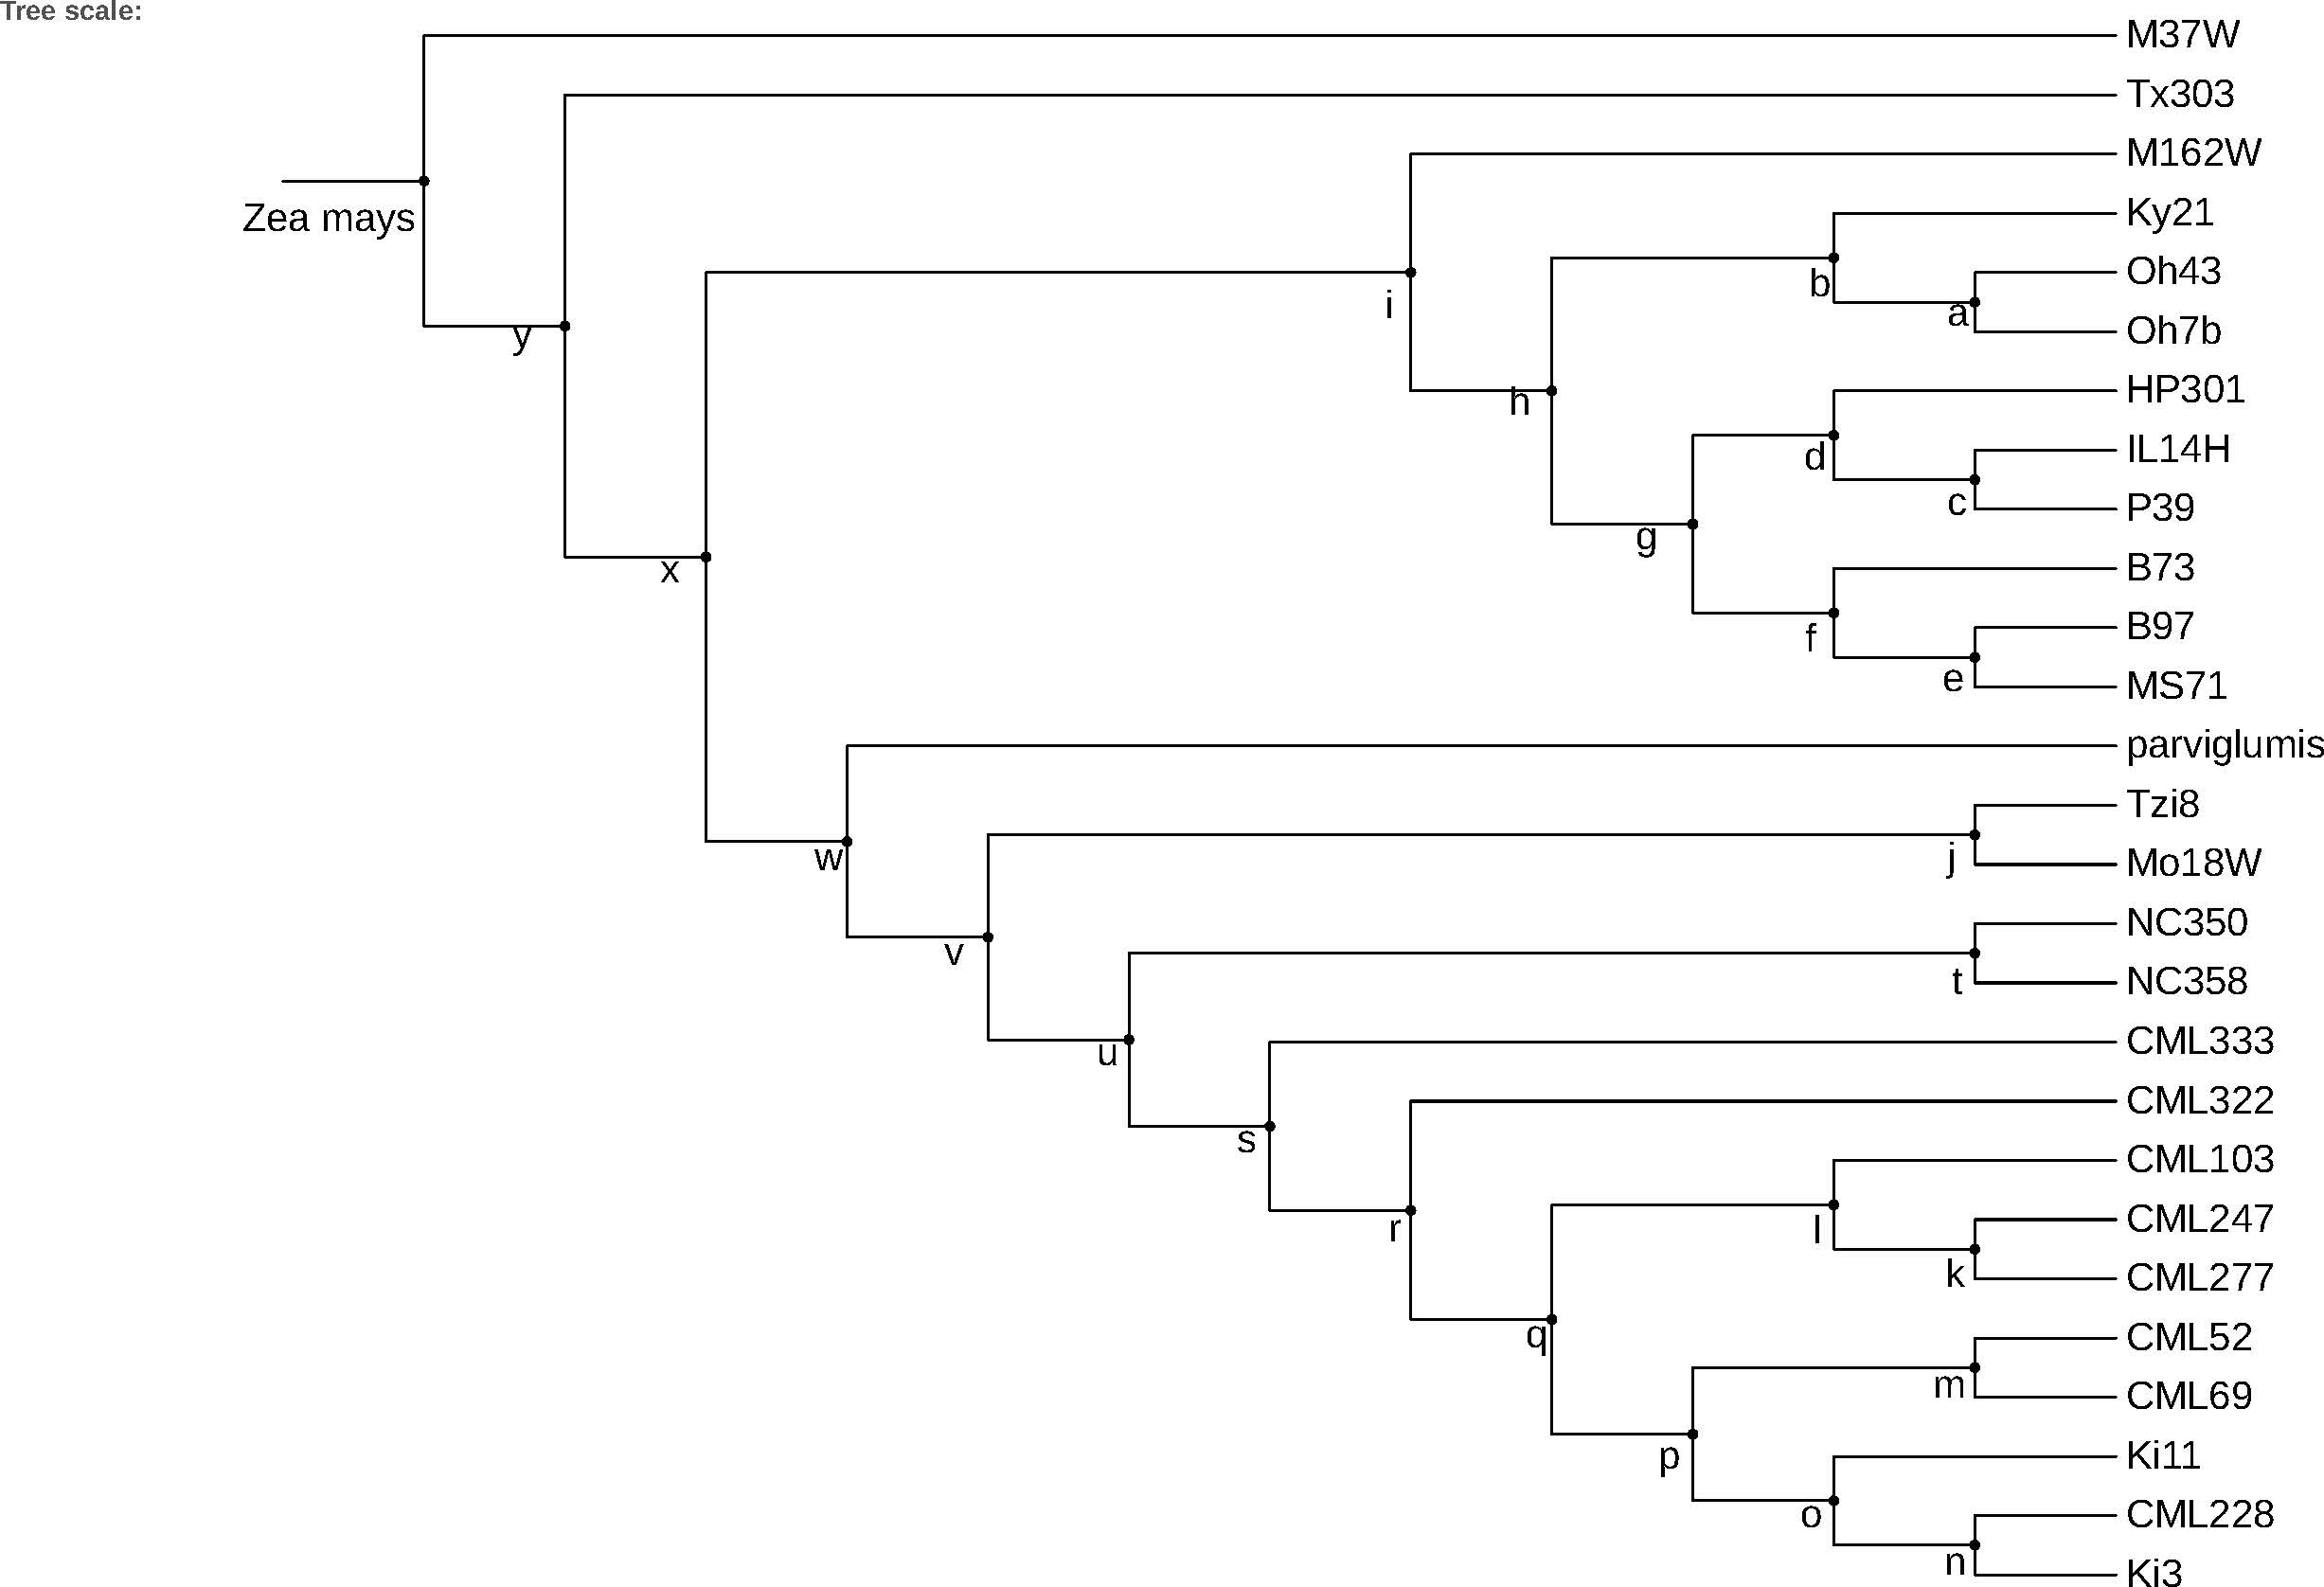 Tree scale:
M37W
Tx303
M162W
Ky21
Zea mays
Oh43
b
i
a
Oh7b
y
HP301
h
IL14H
d
c
P39
g
B73
x
B97
f
e
MS71
parviglumis
Tzi8
w
j
Mo18W
NC350
v
t
NC358
u
CML333
CML322
s
CML103
r
l
CML247
k
CML277
q
CML52
m
CML69
p
Ki11
o
CML228
n
Ki3